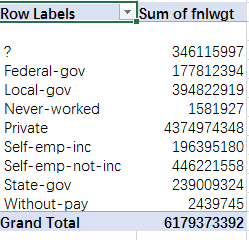 Row Labels Sum of fnlwgt
? 346115997
Federal-gov 177812394
Local-gov 394822919
Never-worked 1581927
Private 4374974348
Self-emp-inc 196395180
Self-emp-not-inc 446221558
State-gov 239009324
Without-pay 2439745
Grand Total 6179373392